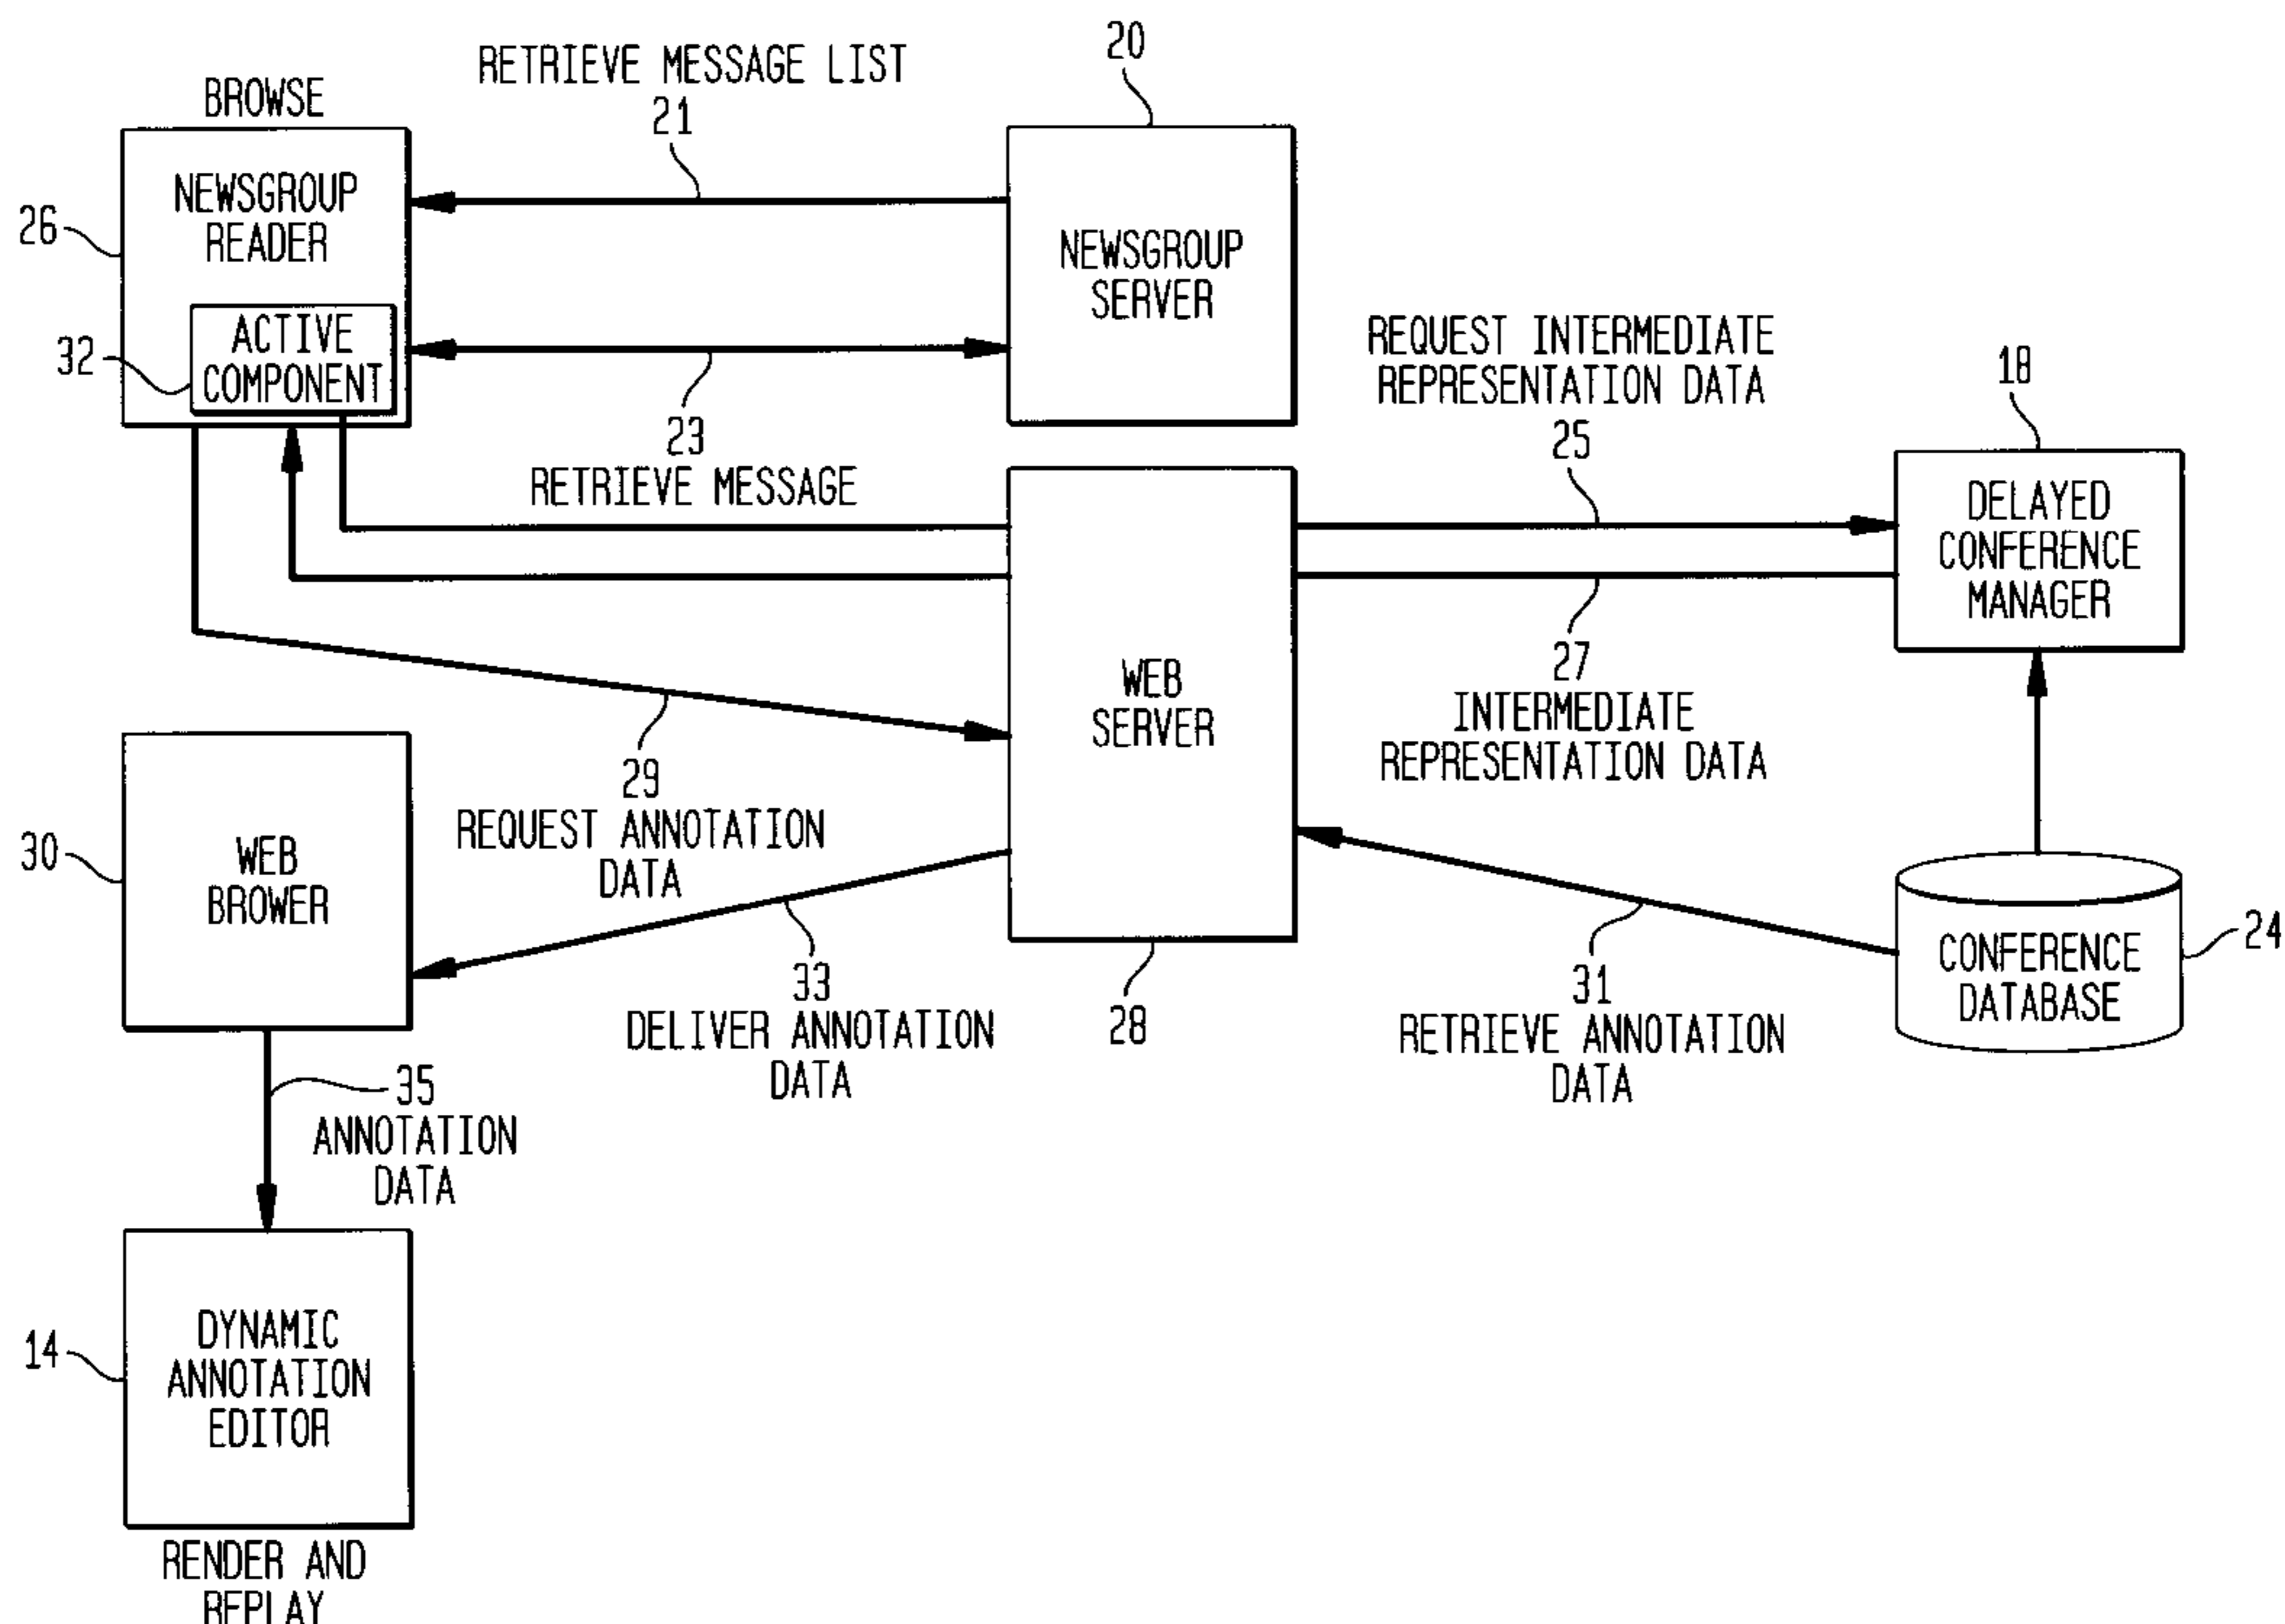 20
RETRIEVE MESSAGE LIST
21
BROWSE
NEWSGROUP
READER
26
ACTIVE
COMPONENT
32
NEWSGROUP
SERVER
23
RETRIEVE MESSAGE
REQUEST INTERMEDIATE
REPRESENTATION DATA
25
18
DELAYED
CONFERENCE
MANAGER
27
INTERMEDIATE
REPRESENTATION DATA
WEB
SERVER
29
REQUEST ANNOTATION
DATA
30
WEB
BROWER
33
DELIVER ANNOTATION
DATA
28
31
RETRIEVE ANNOTATION
DATA
CONFERENCE
DATABASE
24
35
ANNOTATION
DATA
14
DYNAMIC
ANNOTATION
EDITOR
RENDER AND
REPLAY